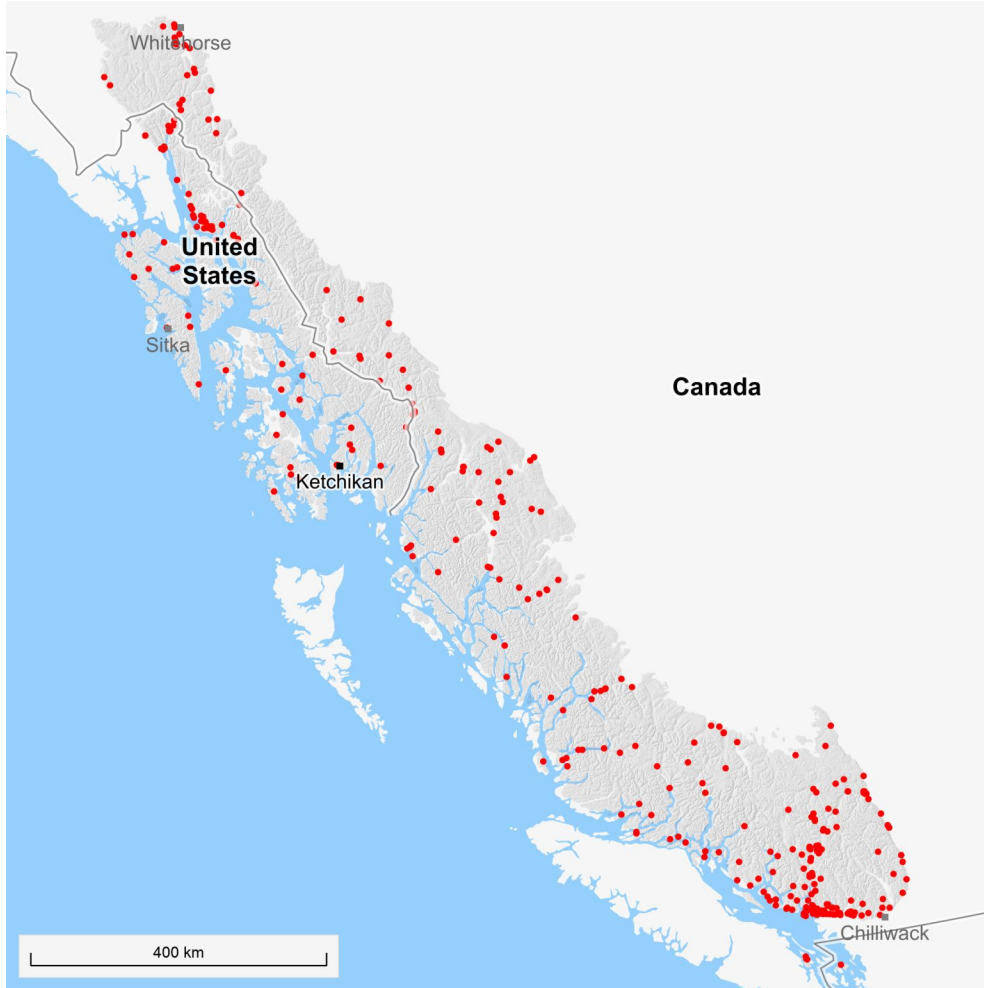 Whitehorse
United
States
Sitka
Canada
Ketchikan
Chilliwack
400 km